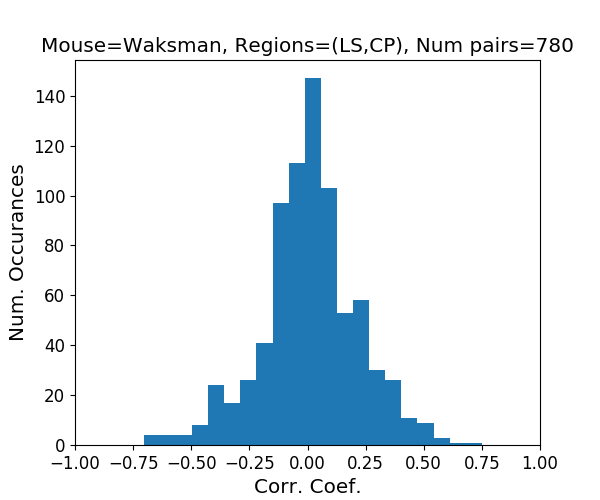 Mouse=Waksman, Regions=(LS,CP), Num pairs=780
140
120
100
80
60
40
20
0
Num. Occurances
−1.00 −0.75 −0.50 −0.25 0.00 0.25 0.50 0.75 1.00
Corr. Coef.